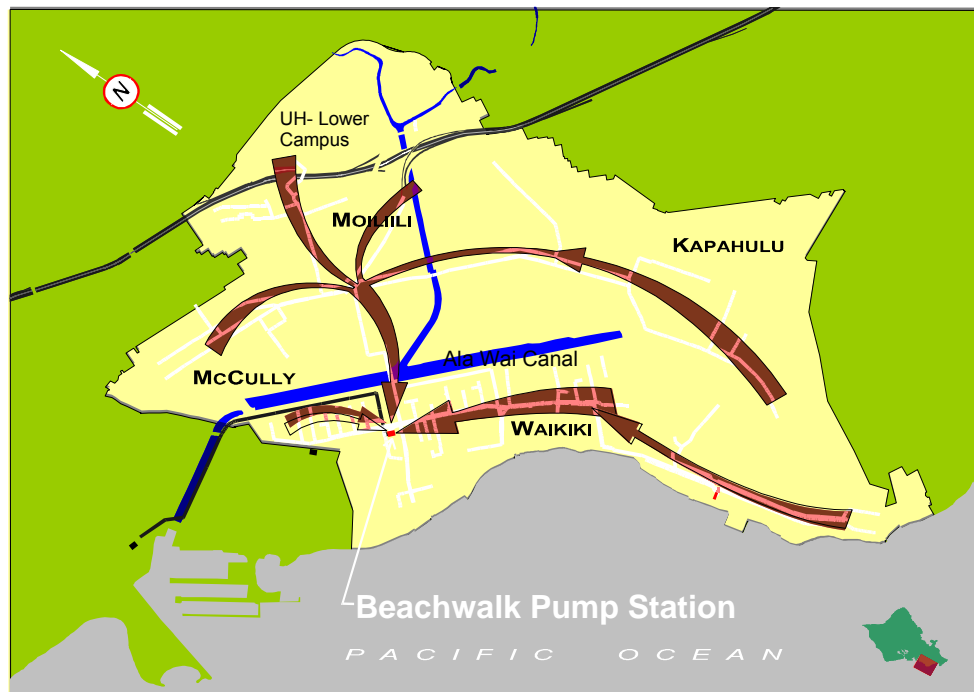 N
UH- Lower
Campus
MOILIILI
KAPAHULU
Ala Wai Canal
MCCULLY
WAIKIKI
Beachwalk Pump Station
PACIFIC OCEAN